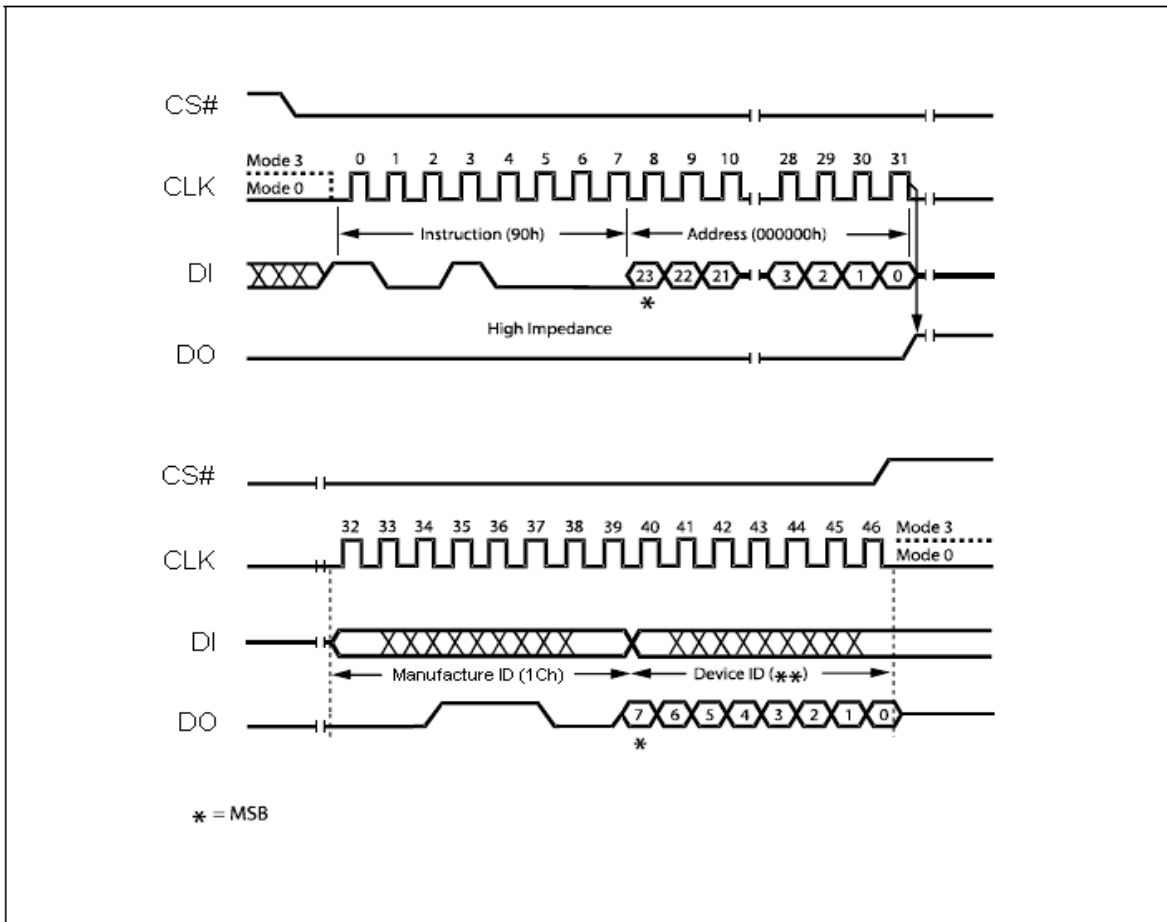 CS#
Mode 3
0 1 2 3 4 5 6 7 8 9 10 28 29 30 31
CLK
Mode 0
Instruction (90h) Address (000000h)
DI
23 22 21 3 2 1 0
*
High Impedance
DO
CS#
32 33 34 35 36 37 38 39 40 41 42 43 44 45 46
Mode 3
CLK
Mode 0
DI
Manufacture ID (1Ch) Device ID (**)
DO
7 6 5 4 3 2 1 0
*
* = MSB